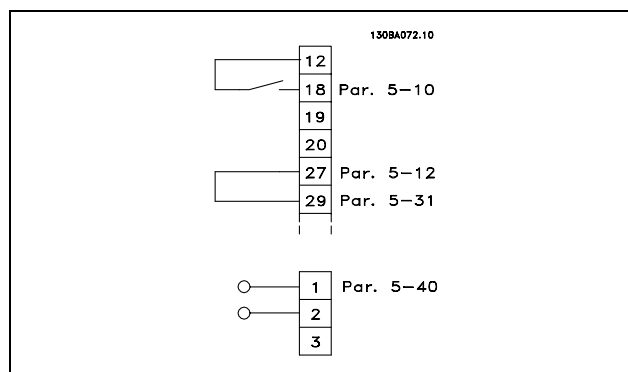 130BA072.10
12
18 Par. 5-10
19
20
27 Par. 5-12
29 Par. 5-31
1 Par. 5-40
2
3